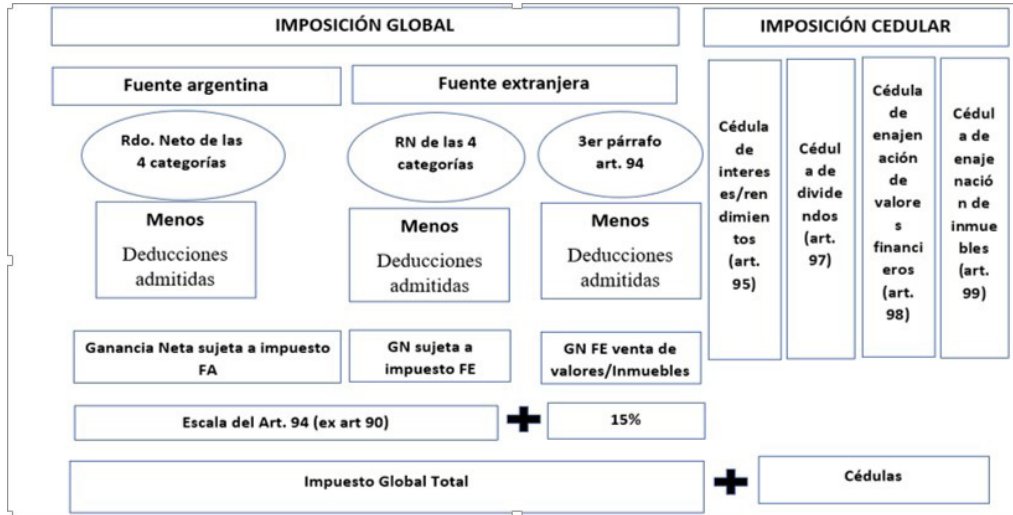 IMPOSICIÓN GLOBAL
IMPOSICIÓN CEDULAR
Fuente argentina
Fuente extranjera
Rdo. Neto de las
4 categorías
RN de las 4
categorías
3er párrafo
art. 94
Menos
Deducciones
admitidas
Menos
Deducciones
admitidas
Menos
Deducciones
admitidas
Ganancia Neta sujeta a impuesto
FA
GN sujeta a
impuesto FE
GN FE venta de
valores/Inmuebles
Escala del Art. 94 (ex art 90)
15%
Impuesto Global Total
Cédulas
Cédula
de
interes
es/ren
dimien
tos
(art.
95)
Cédul
a de
divide
ndos
(art.
97)
Cédula
de
enajen
ación
de
valore
s
financi
eros
(art.
98)
Cédul
a de
enaje
nació
n de
inmue
bles
(art.
99)